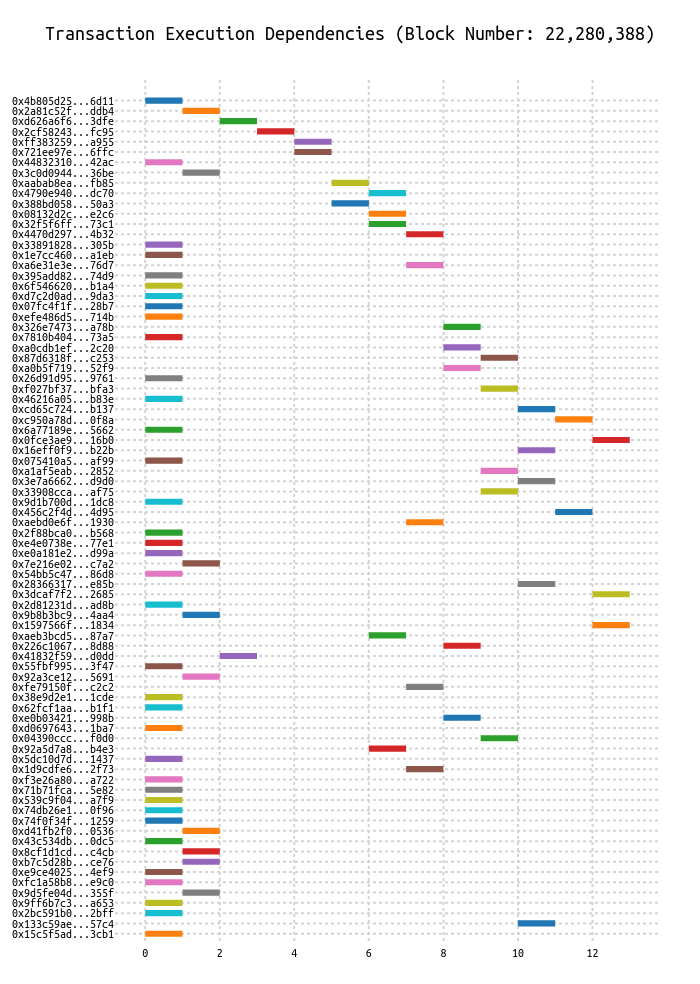 Transaction Execution Dependencies (Block Number: 22,280,388)
0x4b805d25...6d11
0x2a81c52f...ddb4
0xd626a6f6...3dfe
0x2cf58243...fc95
0xff383259...a955
0x721ee97e...6ffc
0x44832310...42ac
0x3c0d0944...36be
0xaabab8ea...fb85
0x4790e940...dc70
0x388bd058...50a3
0x08132d2c...e2c6
0x32f5f6ff...73c1
0x4470d297...4b32
0x33891828...305b
0x1e7cc460...a1eb
0xa6e31e3e...76d7
0x395add82...74d9
0x6f546620...b1a4
0xd7c2d0ad...9da3
0x07fc4f1f...28b7
0xefe486d5...714b
0x326e7473...a78b
0x7810b404...73a5
0xa0cdb1ef...2c20
0x87d6318f...c253
0xa0b5f719...52f9
0x26d91d95...9761
0xf027bf37...bfa3
0x46216a05...b83e
0xcd65c724...b137
0xc950a78d...0f8a
0x6a77189e...5662
0x0fce3ae9...16b0
0x16eff0f9...b22b
0x075410a5...af99
0xa1af5eab...2852
0x3e7a6662...d9d0
0x33908cca...af75
0x9d1b700d...1dc8
0x456c2f4d...4d95
0xaebd0e6f...1930
0x2f88bca0...b568
0xe4e0738e...77e1
0xe0a181e2...d99a
0x7e216e02...c7a2
0x54bb5c47...86d8
0x28366317...e85b
0x3dcaf7f2...2685
0x2d81231d...ad8b
0x9b8b3bc9...4aa4
0x1597566f...1834
0xaeb3bcd5...87a7
0x226c1067...8d88
0x41832f59...d0dd
0x55fbf995...3f47
0x92a3ce12...5691
0xfe79150f...c2c2
0x38e9d2e1...1cde
0x62fcf1aa...b1f1
0xe0b03421...998b
0xd0697643...1ba7
0x04390ccc...f0d0
0x92a5d7a8...b4e3
0x5dc10d7d...1437
0x1d9cdfe6...2f73
0xf3e26a80...a722
0x71b71fca...5e82
0x539c9f04...a7f9
0x74db26e1...0f96
0x74f0f34f...1259
0xd41fb2f0...0536
0x43c534db...0dc5
0x8cf1d1cd...c4cb
0xb7c5d28b...ce76
0xe9ce4025...4ef9
0xfc1a58b8...e9c0
0x9d5fe04d...355f
0x9ff6b7c3...a653
0x2bc591b0...2bff
0x133c59ae...57c4
0x15c5f5ad...3cb1
0 2 4 6 8 10 12